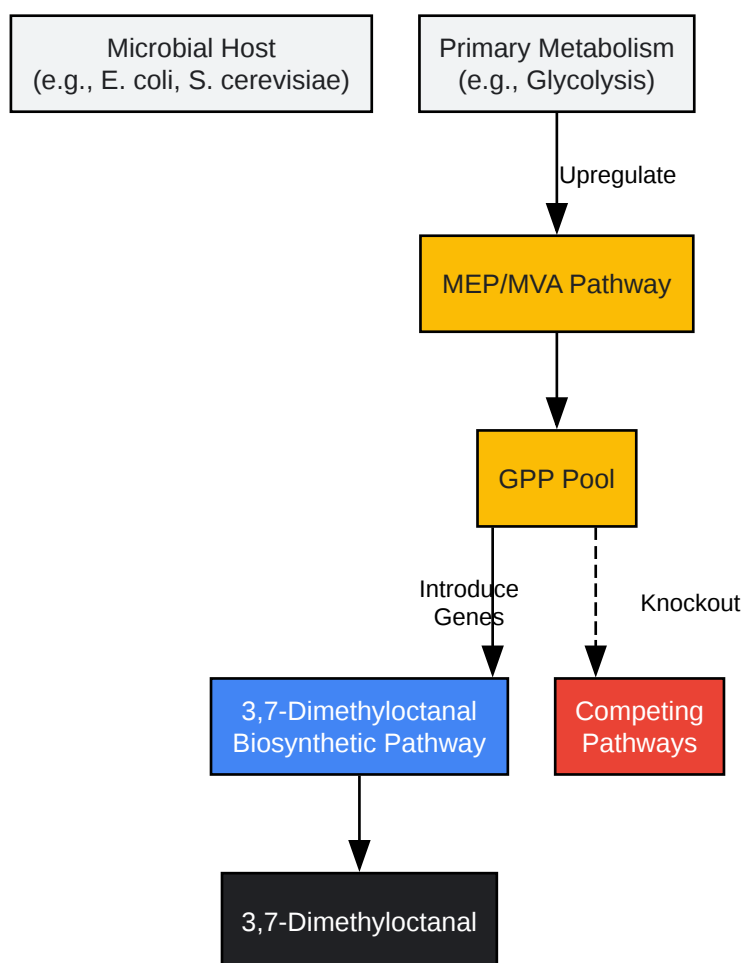 Microbial Host
(e.g., E. coli, S. cerevisiae)
Primary Metabolism
(e.g., Glycolysis)
Upregulate
MEP/MVA Pathway
GPP Pool
Introduce
Genes
Knockout
3,7-Dimethyloctanal
Biosynthetic Pathway
Competing
Pathways
3,7-Dimethyloctanal